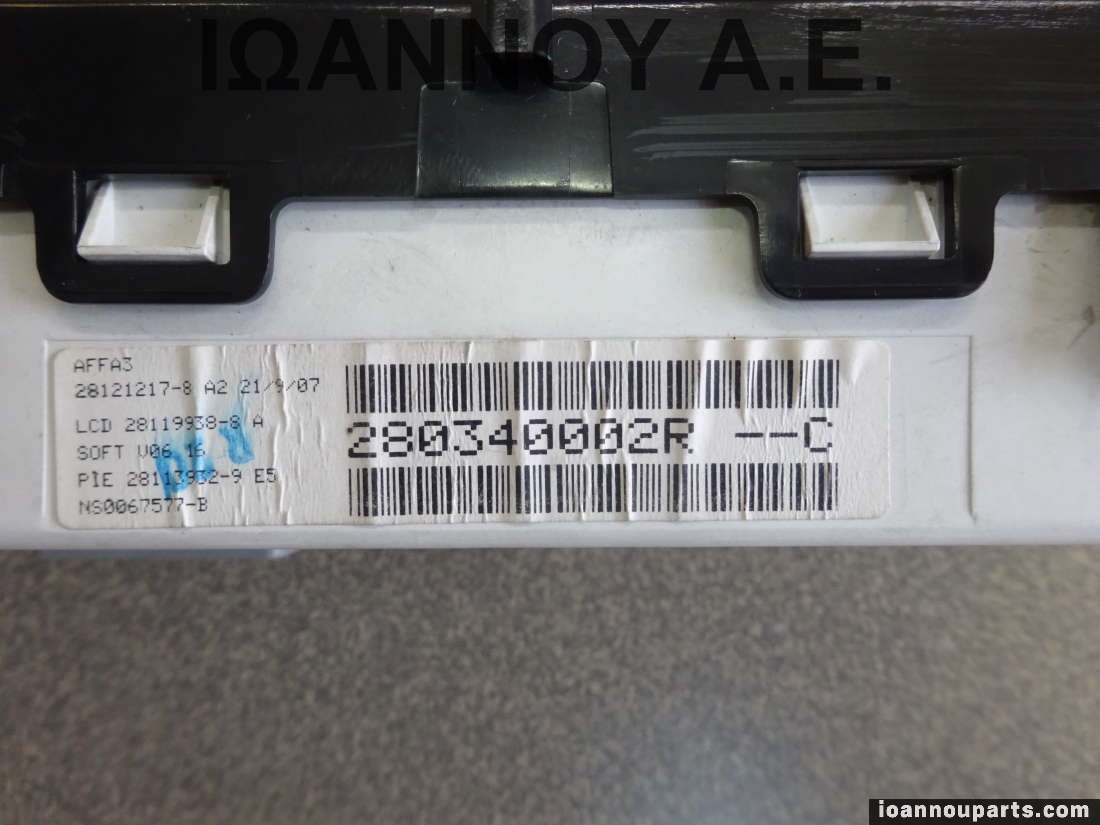 ΙΩΑΝΝΟΥ Α.Ε.
AFFA3
28121217-8 A2 21/9/07
LCD 28119938-8 A
SOFT V06 16
PIE 28113932-9 E5
NS0067577-B
280340002R --C
ioannouparts.com